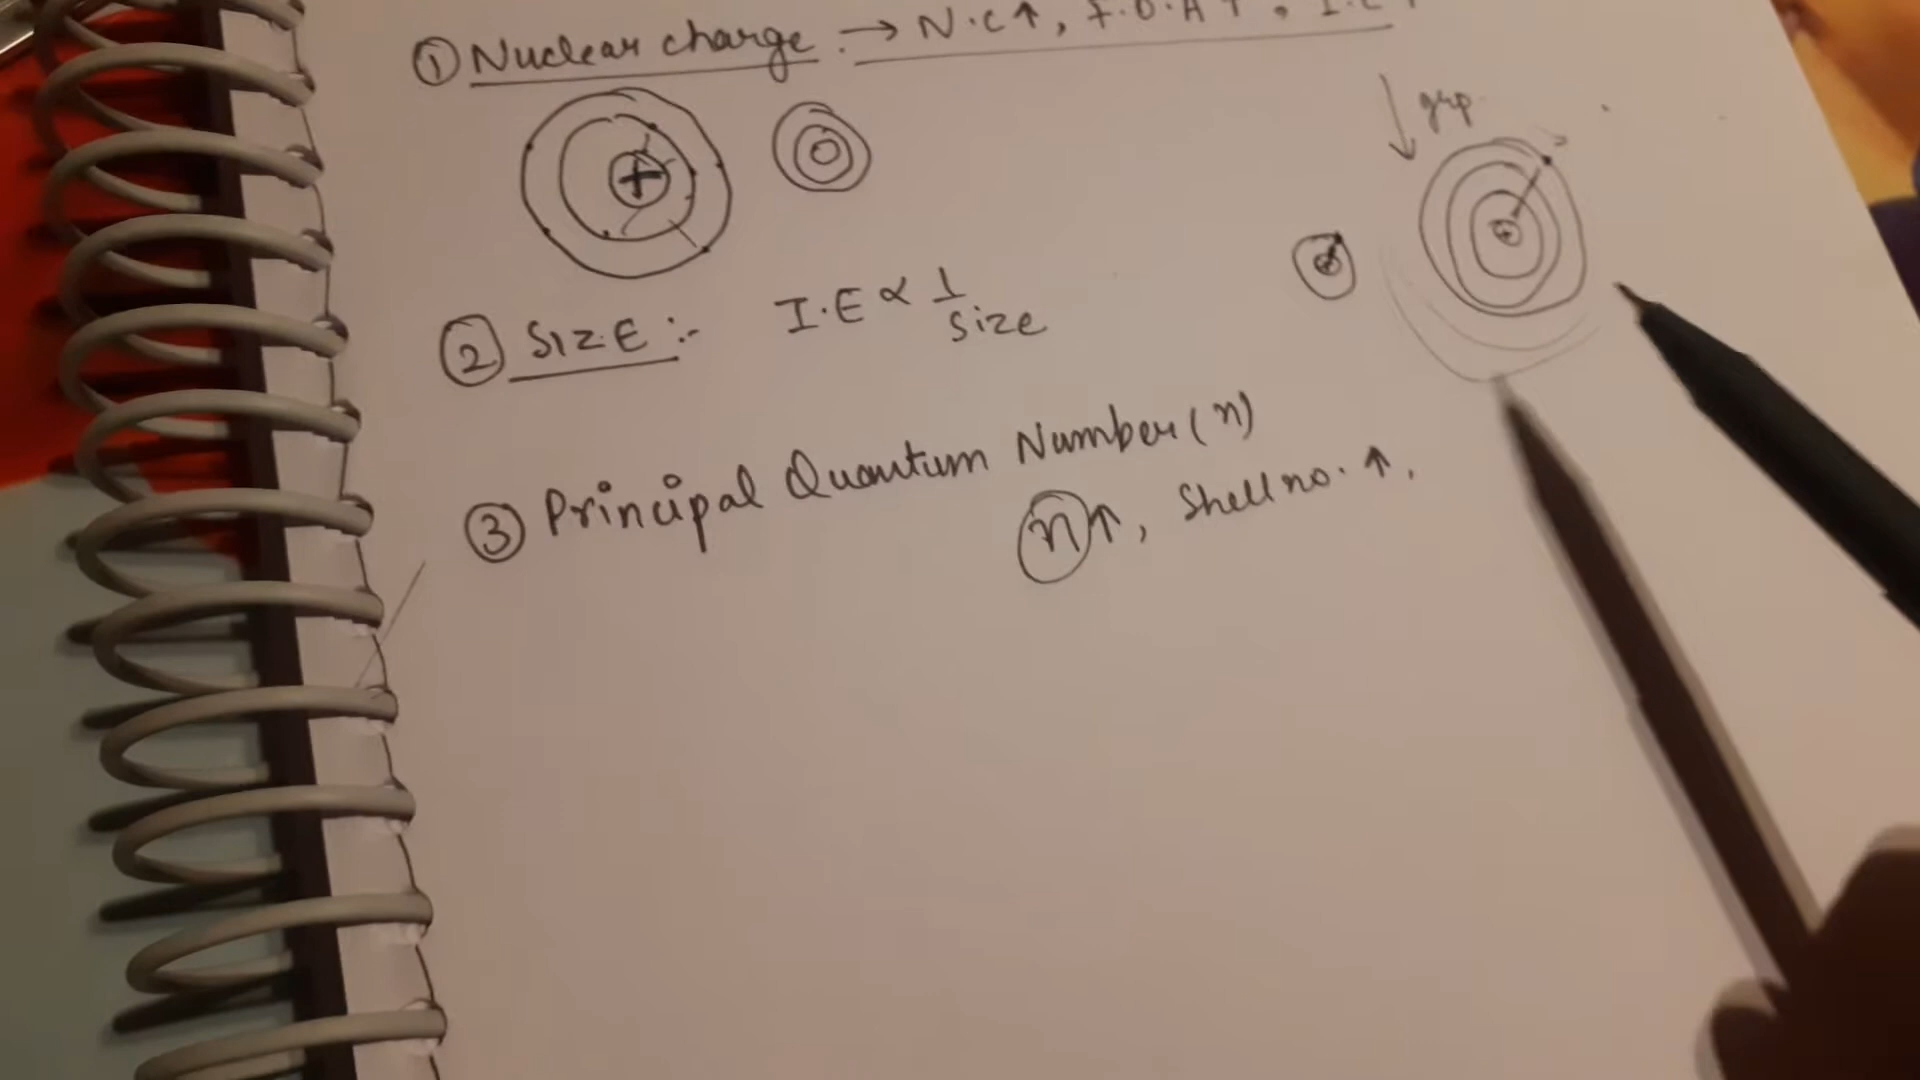 ① Nuclear charge :→ N.C↑, F.O.A↑, I.E↑
grp
+
② SIZE :- I.E ∝ 1/Size
③ Principal Quantum Number (n)
n↑, Shell no. ↑,